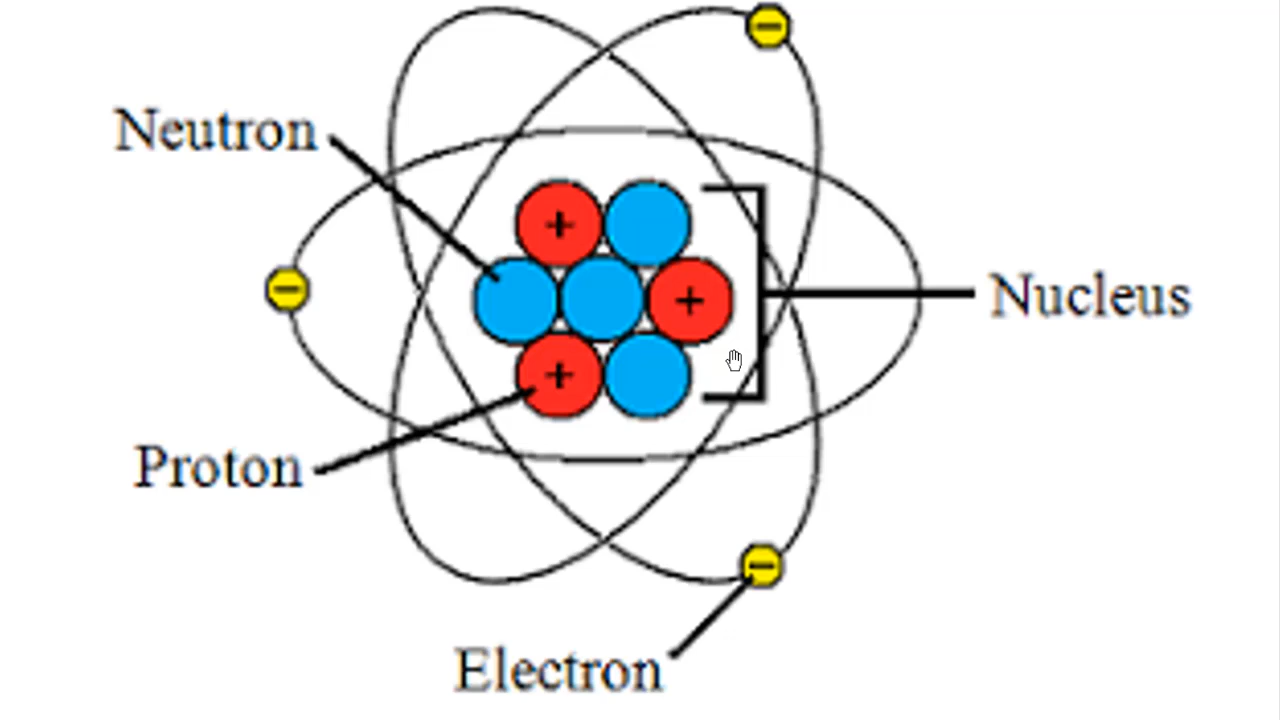 Neutron
+
+
+
Nucleus
Proton
Electron
−
−
−